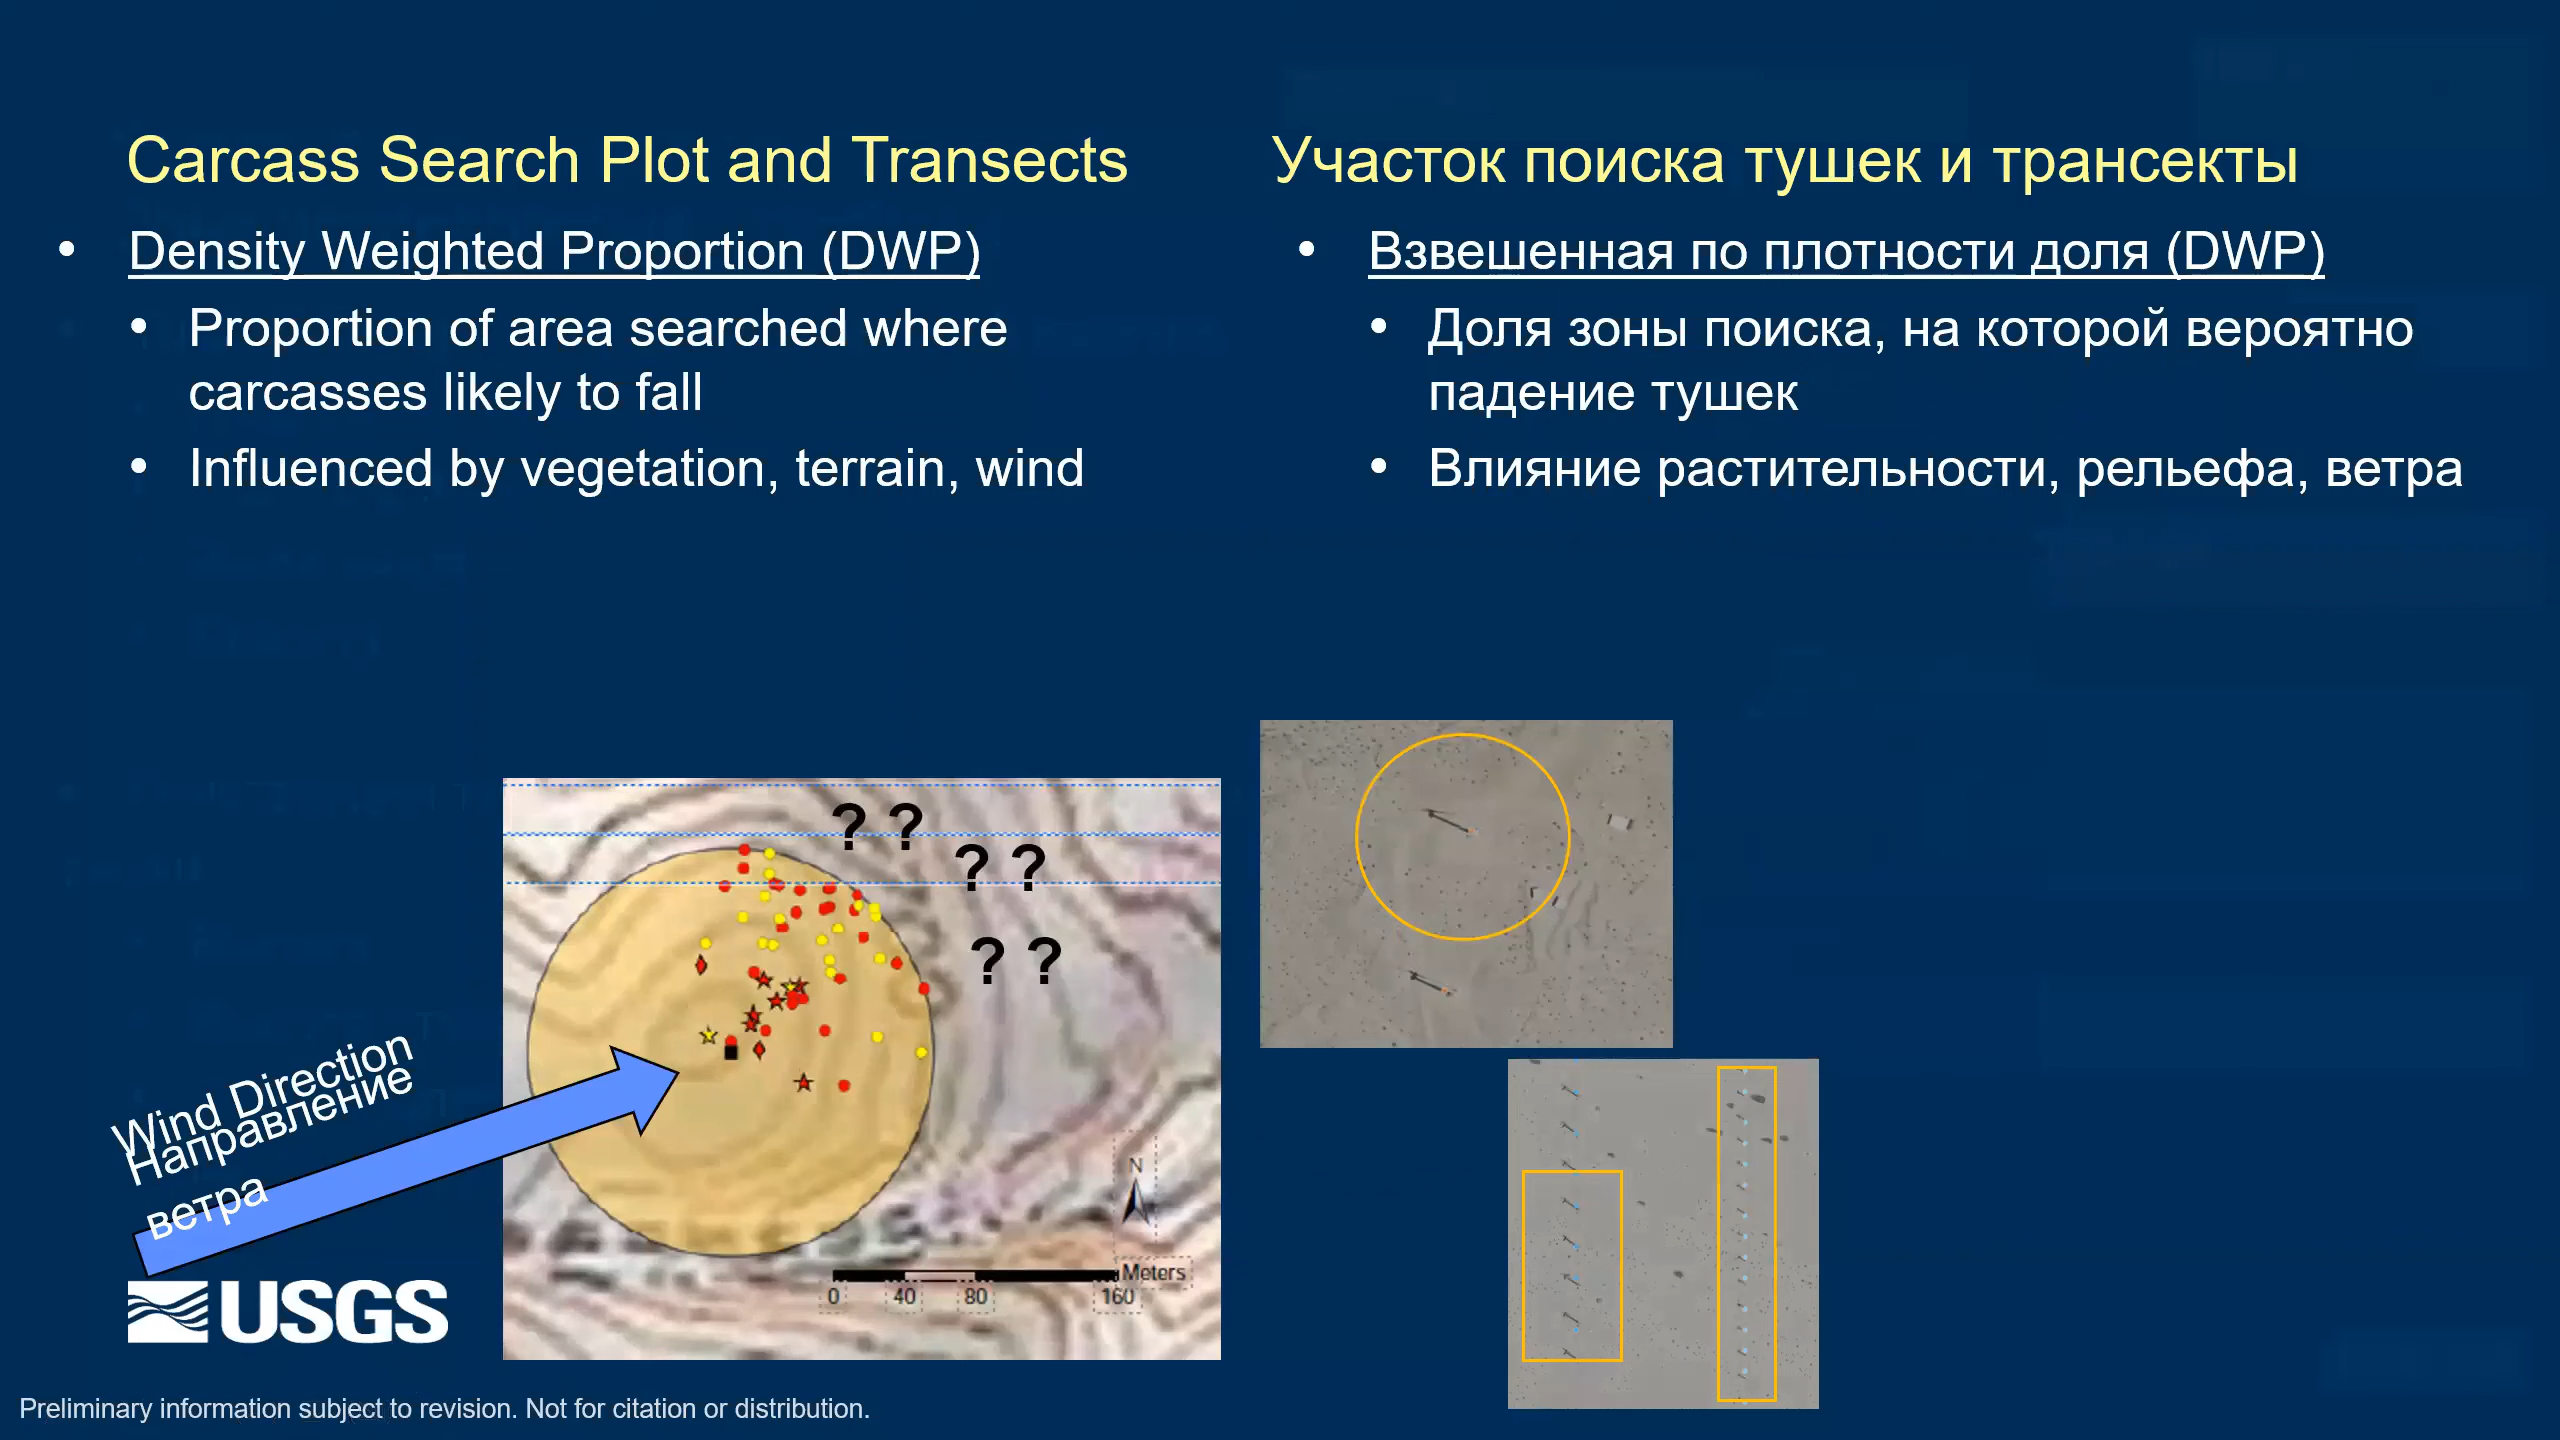 Carcass Search Plot and Transects
• Density Weighted Proportion (DWP)
• Proportion of area searched where
carcasses likely to fall
• Influenced by vegetation, terrain, wind
Участок поиска тушек и трансекты
• Взвешенная по плотности доля (DWP)
• Доля зоны поиска, на которой вероятно
падение тушек
• Влияние растительности, рельефа, ветра
Wind Direction
Направление
ветра
? ?
? ?
? ?
N
Meters
0 40 80 160
USGS
Preliminary information subject to revision. Not for citation or distribution.